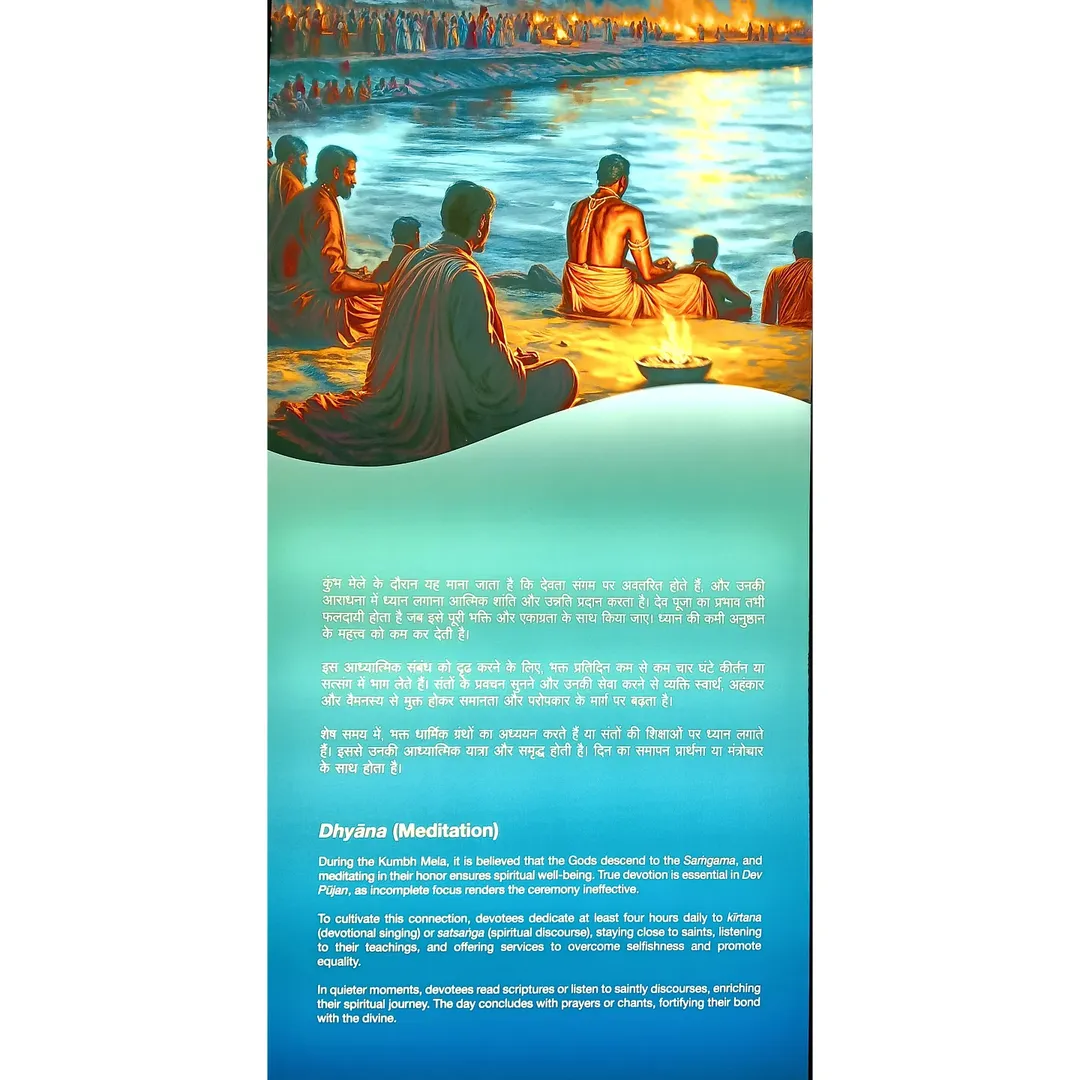 कुंभ मेले के दौरान यह माना जाता है कि देवता संगम पर अवतरित होते हैं, और उनकी
आराधना में ध्यान लगाना आत्मिक शांति और उन्नति प्रदान करता है। देव पूजा का प्रभाव तभी
फलदायी होता है जब इसे पूरी भक्ति और एकाग्रता के साथ किया जाए। ध्यान की कमी अनुष्ठान
के महत्त्व को कम कर देती है।
इस आध्यात्मिक संबंध को दृढ़ करने के लिए, भक्त प्रतिदिन कम से कम चार घंटे कीर्तन या
सत्संग में भाग लेते हैं। संतों के प्रवचन सुनने और उनकी सेवा करने से व्यक्ति स्वार्थ, अहंकार
और वैमनस्य से मुक्त होकर समानता और परोपकार के मार्ग पर बढ़ता है।
शेष समय में, भक्त धार्मिक ग्रंथों का अध्ययन करते हैं या संतों की शिक्षाओं पर ध्यान लगाते
हैं। इससे उनकी आध्यात्मिक यात्रा और समृद्ध होती है। दिन का समापन प्रार्थना या मंत्रोचार
के साथ होता है।
Dhyāna (Meditation)
During the Kumbh Mela, it is believed that the Gods descend to the Saṁgama, and
meditating in their honor ensures spiritual well-being. True devotion is essential in Dev
Pūjan, as incomplete focus renders the ceremony ineffective.
To cultivate this connection, devotees dedicate at least four hours daily to kīrtana
(devotional singing) or satsaṅga (spiritual discourse), staying close to saints, listening
to their teachings, and offering services to overcome selfishness and promote
equality.
In quieter moments, devotees read scriptures or listen to saintly discourses, enriching
their spiritual journey. The day concludes with prayers or chants, fortifying their bond
with the divine.